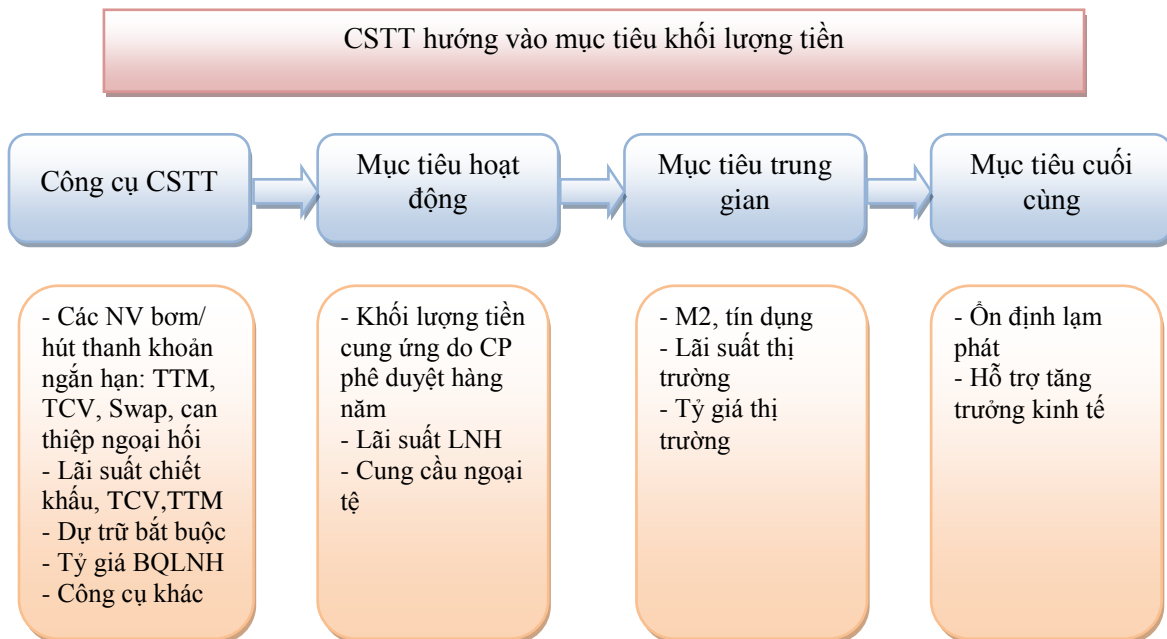 CSTT hướng vào mục tiêu khối lượng tiền
Công cụ CSTT
Mục tiêu hoạt
động
Mục tiêu trung
gian
Mục tiêu cuối
cùng
- Các NV bơm/
hút thanh khoản
ngắn hạn: TTM,
TCV, Swap, can
thiệp ngoại hối
- Lãi suất chiết
khấu, TCV,TTM
- Dự trữ bắt buộc
- Tỷ giá BQLNH
- Công cụ khác
- Khối lượng tiền
cung ứng do CP
phê duyệt hàng
năm
- Lãi suất LNH
- Cung cầu ngoại
tệ
- M2, tín dụng
- Lãi suất thị
trường
- Tỷ giá thị
trường
- Ổn định lạm
phát
- Hỗ trợ tăng
trưởng kinh tế